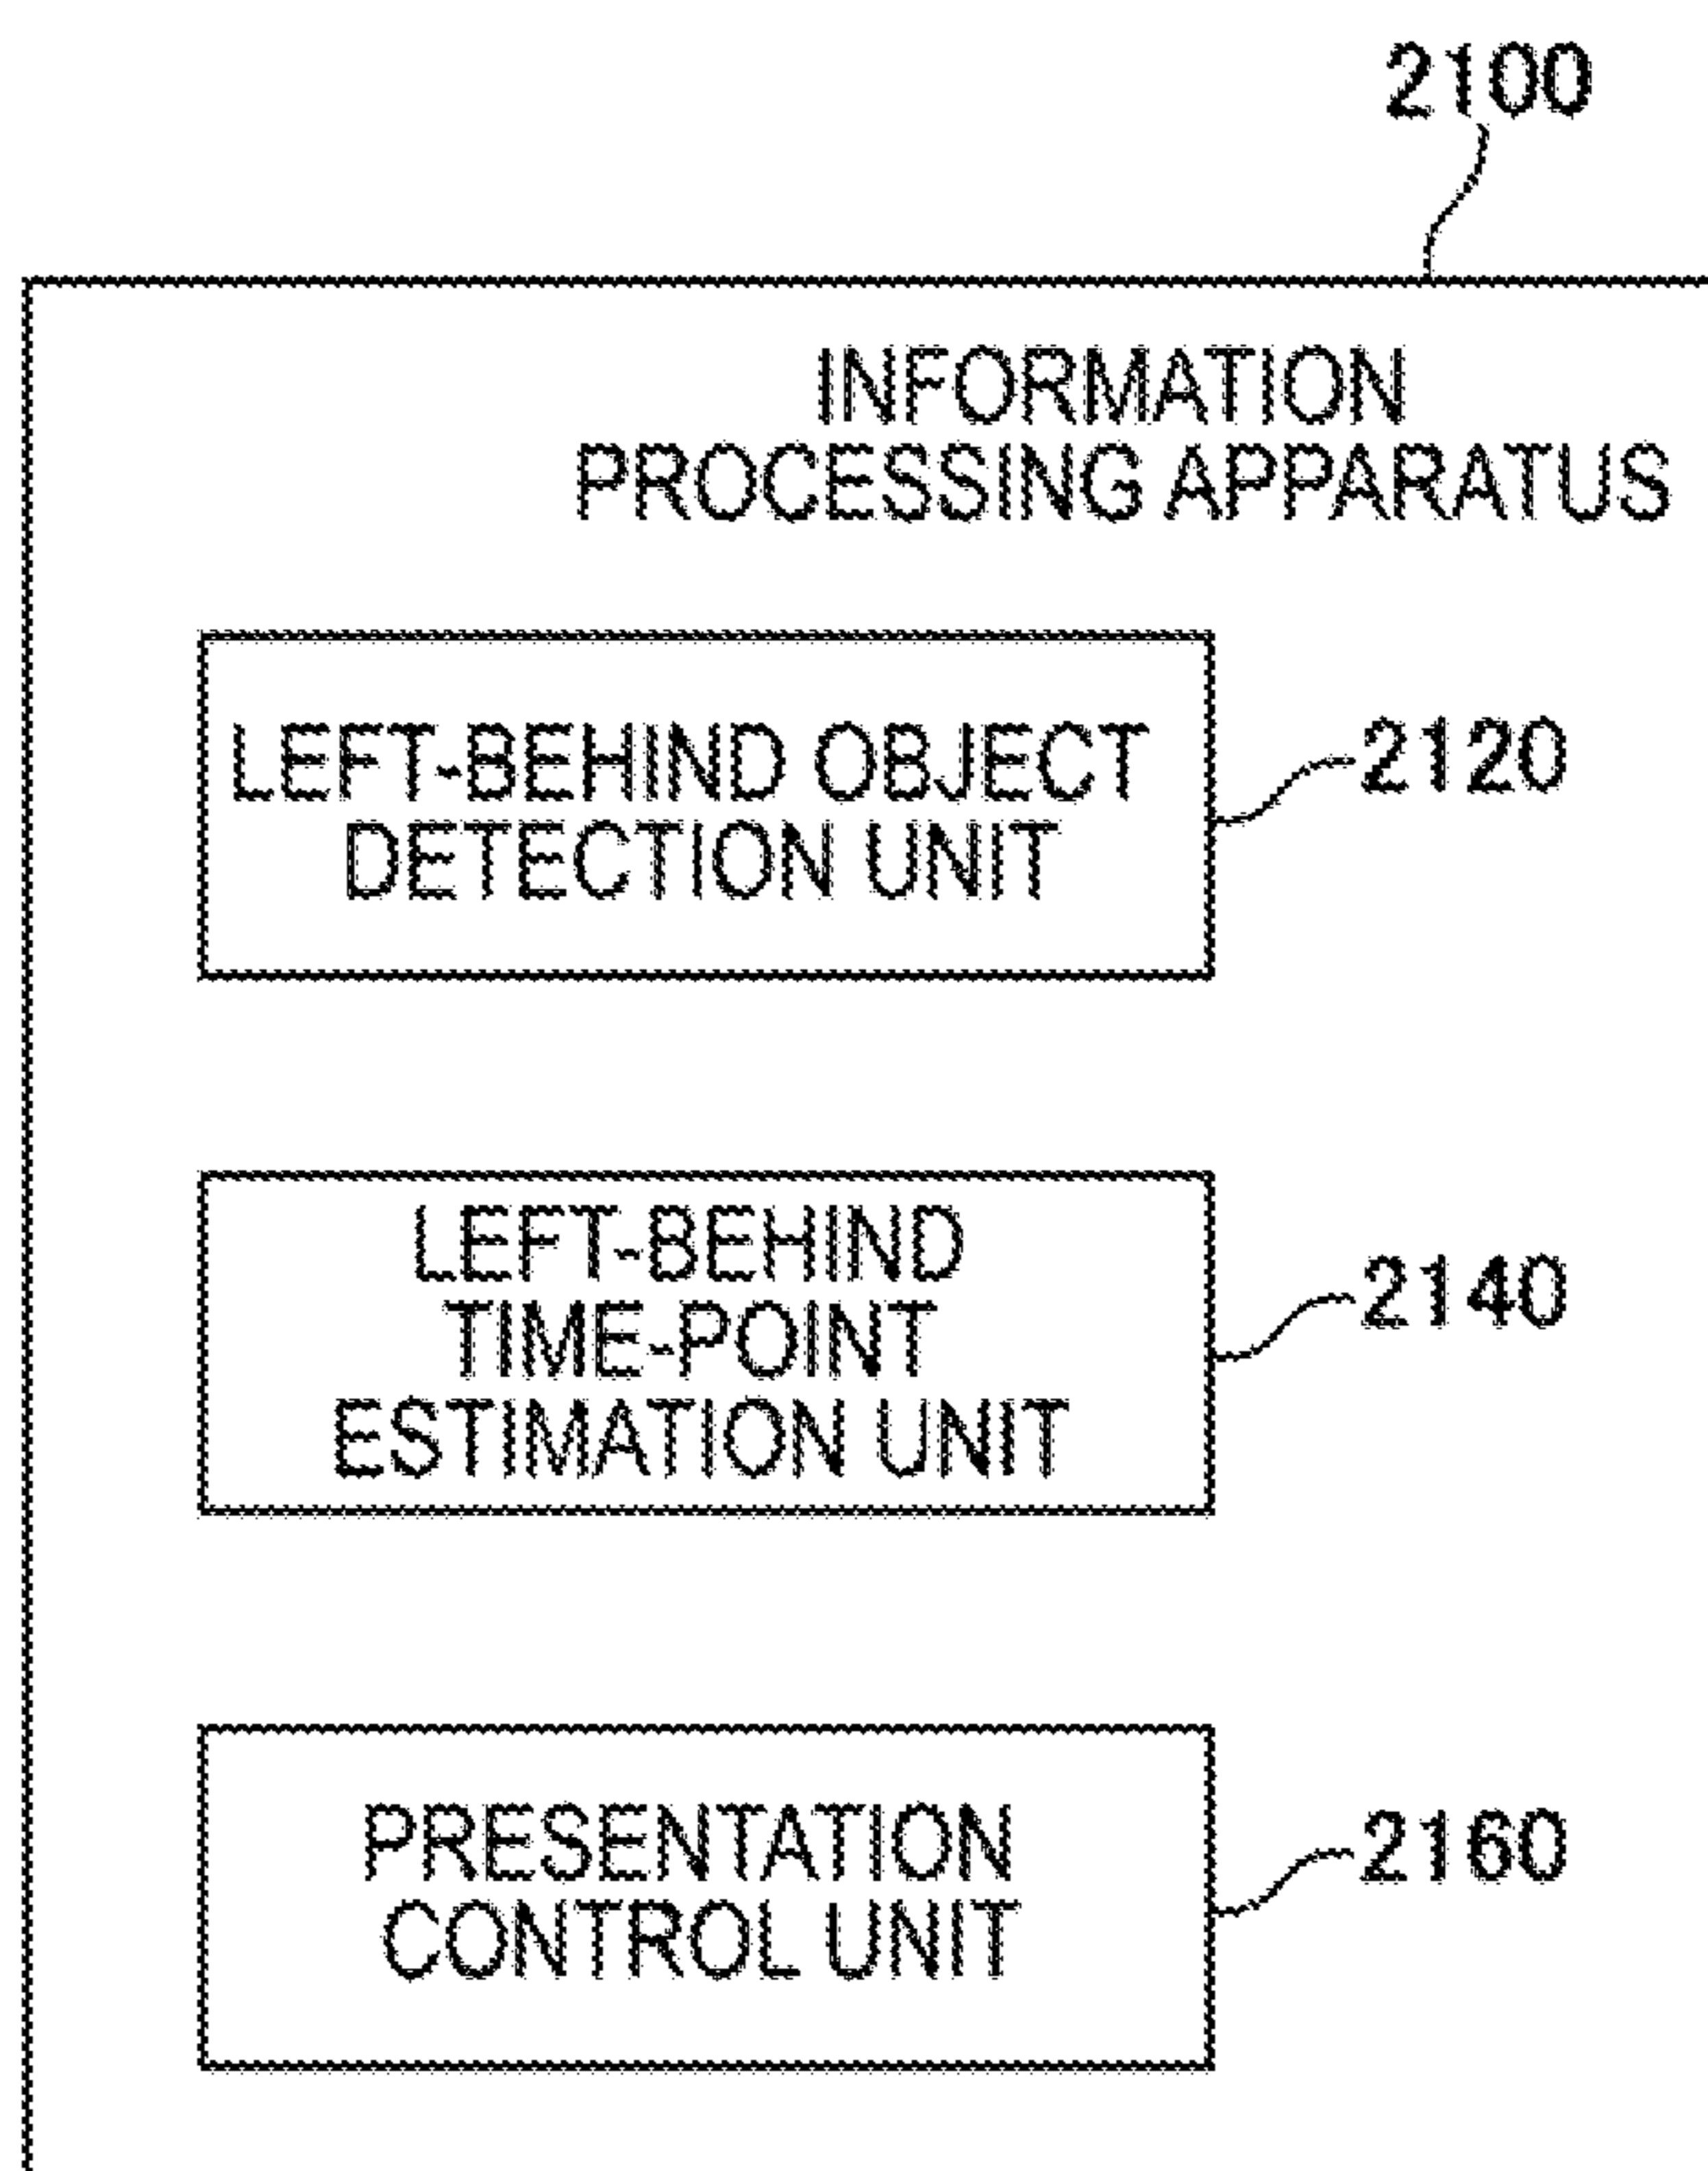 2100
INFORMATION
PROCESSING APPARATUS
LEFT-BEHIND OBJECT
DETECTION UNIT
2120
LEFT-BEHIND
TIME-POINT
ESTIMATION UNIT
2140
PRESENTATION
CONTROL UNIT
2160